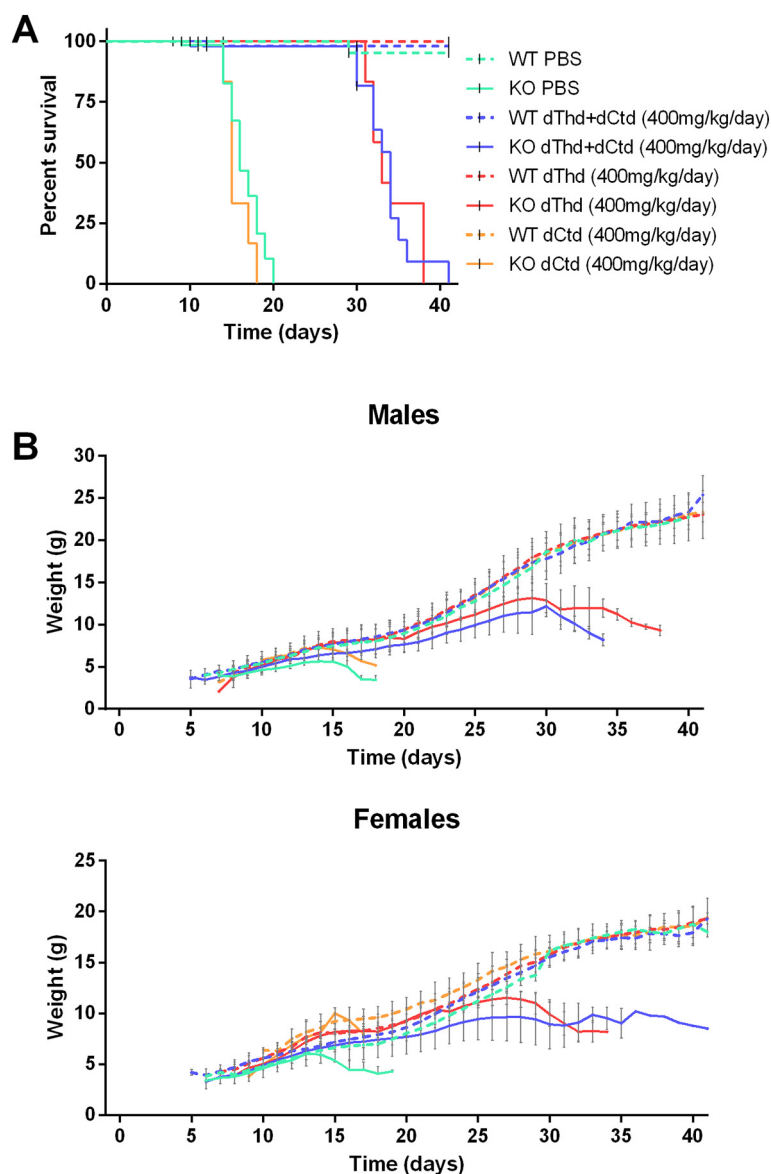 A
Percent survival
100
75
50
25
0
0 10 20 30 40
Time (days)
WT PBS
KO PBS
WT dThd+dCtd (400mg/kg/day)
KO dThd+dCtd (400mg/kg/day)
WT dThd (400mg/kg/day)
KO dThd (400mg/kg/day)
WT dCtd (400mg/kg/day)
KO dCtd (400mg/kg/day)
B
Males
Weight (g)
30
25
20
15
10
5
0
0 5 10 15 20 25 30 35 40
Time (days)
Females
Weight (g)
25
20
15
10
5
0
0 5 10 15 20 25 30 35 40
Time (days)